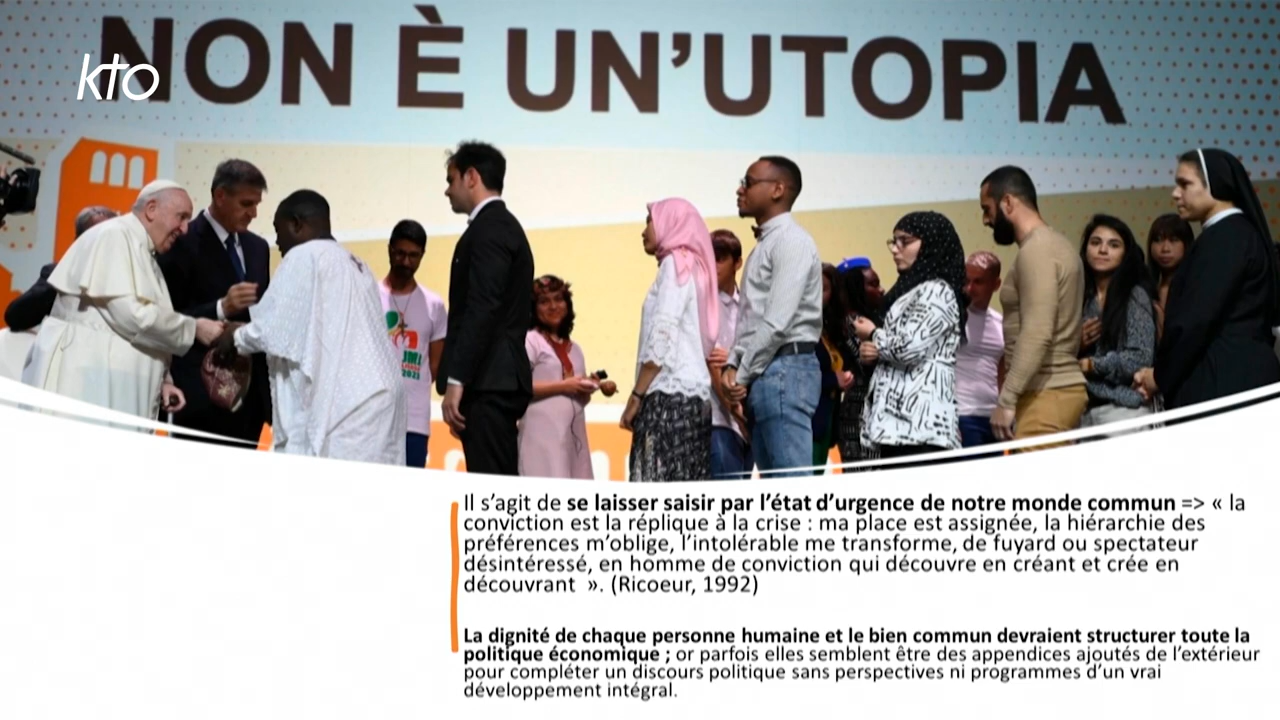 NON È UN’UTOPIA
kto
JMJ
2023
Il s’agit de se laisser saisir par l’état d’urgence de notre monde commun => « la
conviction est la réplique à la crise : ma place est assignée, la hiérarchie des
préférences m’oblige, l’intolérable me transforme, de fuyard ou spectateur
désintéressé, en homme de conviction qui découvre en créant et crée en
découvrant  ». (Ricoeur, 1992)
La dignité de chaque personne humaine et le bien commun devraient structurer toute la
politique économique ; or parfois elles semblent être des appendices ajoutés de l’extérieur
pour compléter un discours politique sans perspectives ni programmes d’un vrai
développement intégral.